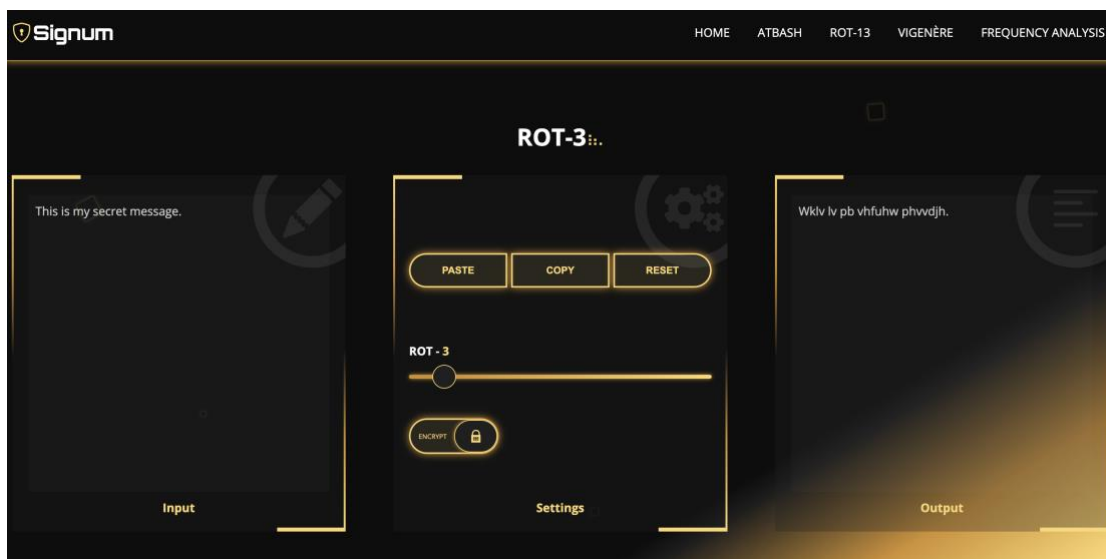 Signum
HOME ATBASH ROT-13 VIGENÈRE FREQUENCY ANALYSIS
ROT-3
This is my secret message.
PASTE COPY RESET
ROT - 3
ENCRYPT
Wklv lv pb vhfuhw phvvdjh.
Input
Settings
Output